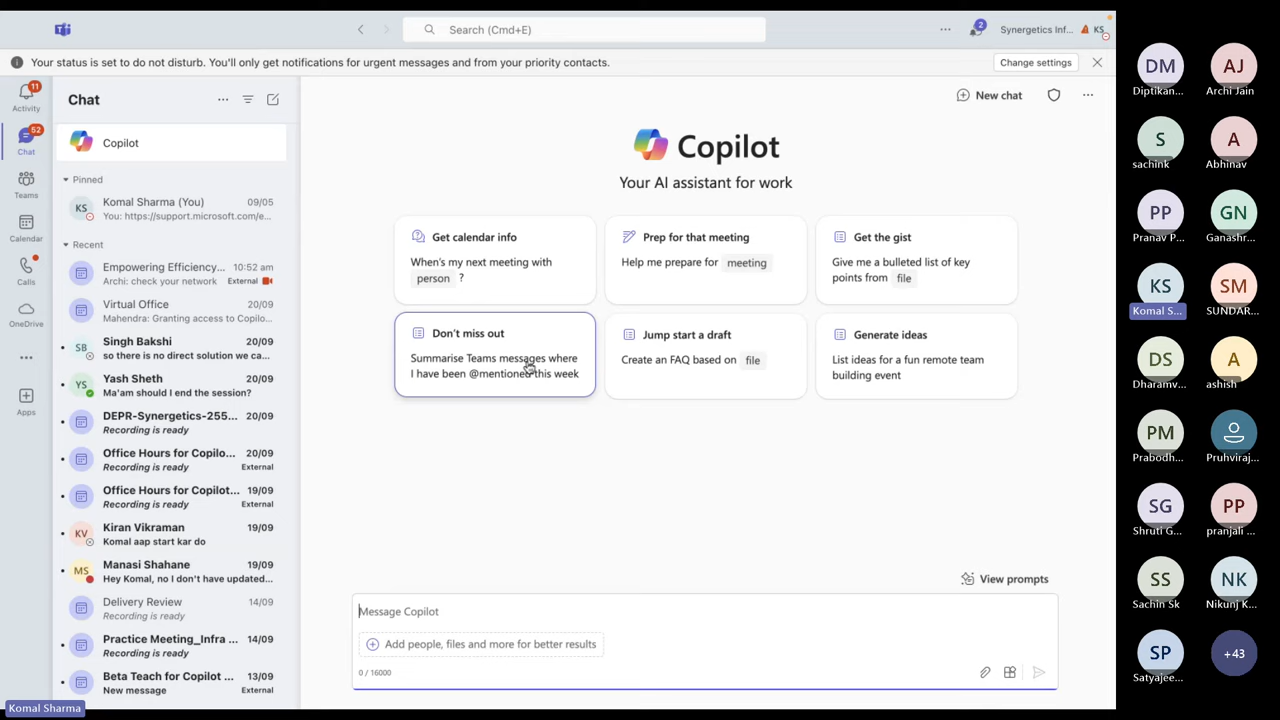 Search (Cmd+E)
2
Synergetics Inf...
KS
Your status is set to do not disturb. You'll only get notifications for urgent messages and from your priority contacts.
Change settings
11
Activity
52
Chat
Teams
Calendar
Calls
OneDrive
Apps
Chat
Copilot
Pinned
KS
Komal Sharma (You)
09/05
You: https://support.microsoft.com/e...
Recent
Empowering Efficiency...
10:52 am
Archi: check your network
External
Virtual Office
20/09
Mahendra: Granting access to Copilo...
SB
Singh Bakshi
20/09
so there is no direct solution we ca...
YS
Yash Sheth
20/09
Ma'am should I end the session?
DEPR-Synergetics-255...
20/09
Recording is ready
Office Hours for Copilo...
20/09
Recording is ready
External
Office Hours for Copilot...
19/09
Recording is ready
External
KV
Kiran Vikraman
19/09
Komal aap start kar do
MS
Manasi Shahane
19/09
Hey Komal, no I don't have updated...
Delivery Review
14/09
Recording is ready
Practice Meeting_Infra ...
14/09
Recording is ready
Beta Teach for Copilot ...
13/09
New message
External
Komal Sharma
New chat
Copilot
Your AI assistant for work
Get calendar info
When's my next meeting with
person ?
Prep for that meeting
Help me prepare for meeting
Get the gist
Give me a bulleted list of key
points from file
Don't miss out
Summarise Teams messages where
I have been @mentioned this week
Jump start a draft
Create an FAQ based on file
Generate ideas
List ideas for a fun remote team
building event
View prompts
Message Copilot
Add people, files and more for better results
0 / 16000
DM
Diptikan...
AJ
Archi Jain
S
sachink
A
Abhinav
PP
Pranav P...
GN
Ganashr...
KS
Komal S...
SM
SUNDAR...
DS
Dharamv...
A
ashish
PM
Prabodh...
Pruhviraj...
SG
Shruti G...
PP
pranjali ...
SS
Sachin Sk
NK
Nikunj K...
SP
Satyajee...
+43